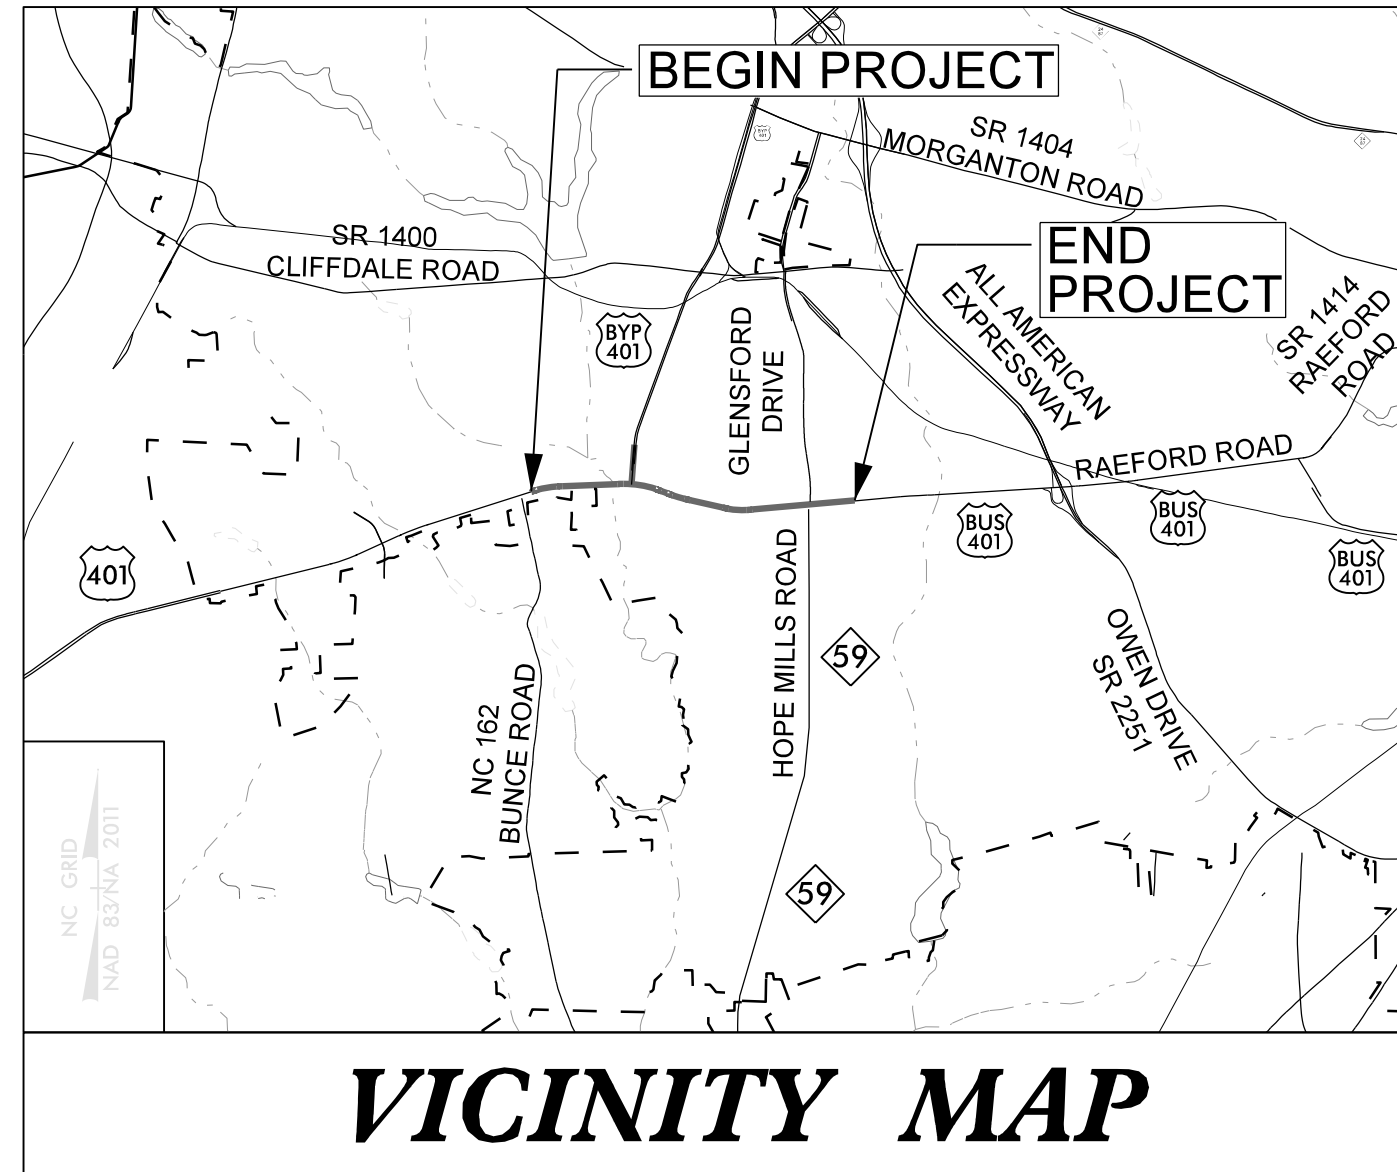 BEGIN PROJECT
SR 1404
MORGANTON ROAD
BYP
401
SR 1400
CLIFFDALE ROAD
END
PROJECT
ALL AMERICAN
EXPRESSWAY
SR 1414
RAEFORD
ROAD
BYP
401
GLENSFORD
DRIVE
RAEFORD ROAD
BUS
401
BUS
401
BUS
401
401
HOPE MILLS ROAD
59
OWEN DRIVE
SR 2251
NC 162
BUNCE ROAD
59
NC GRID
NAD 83/NA 2011
VICINITY MAP